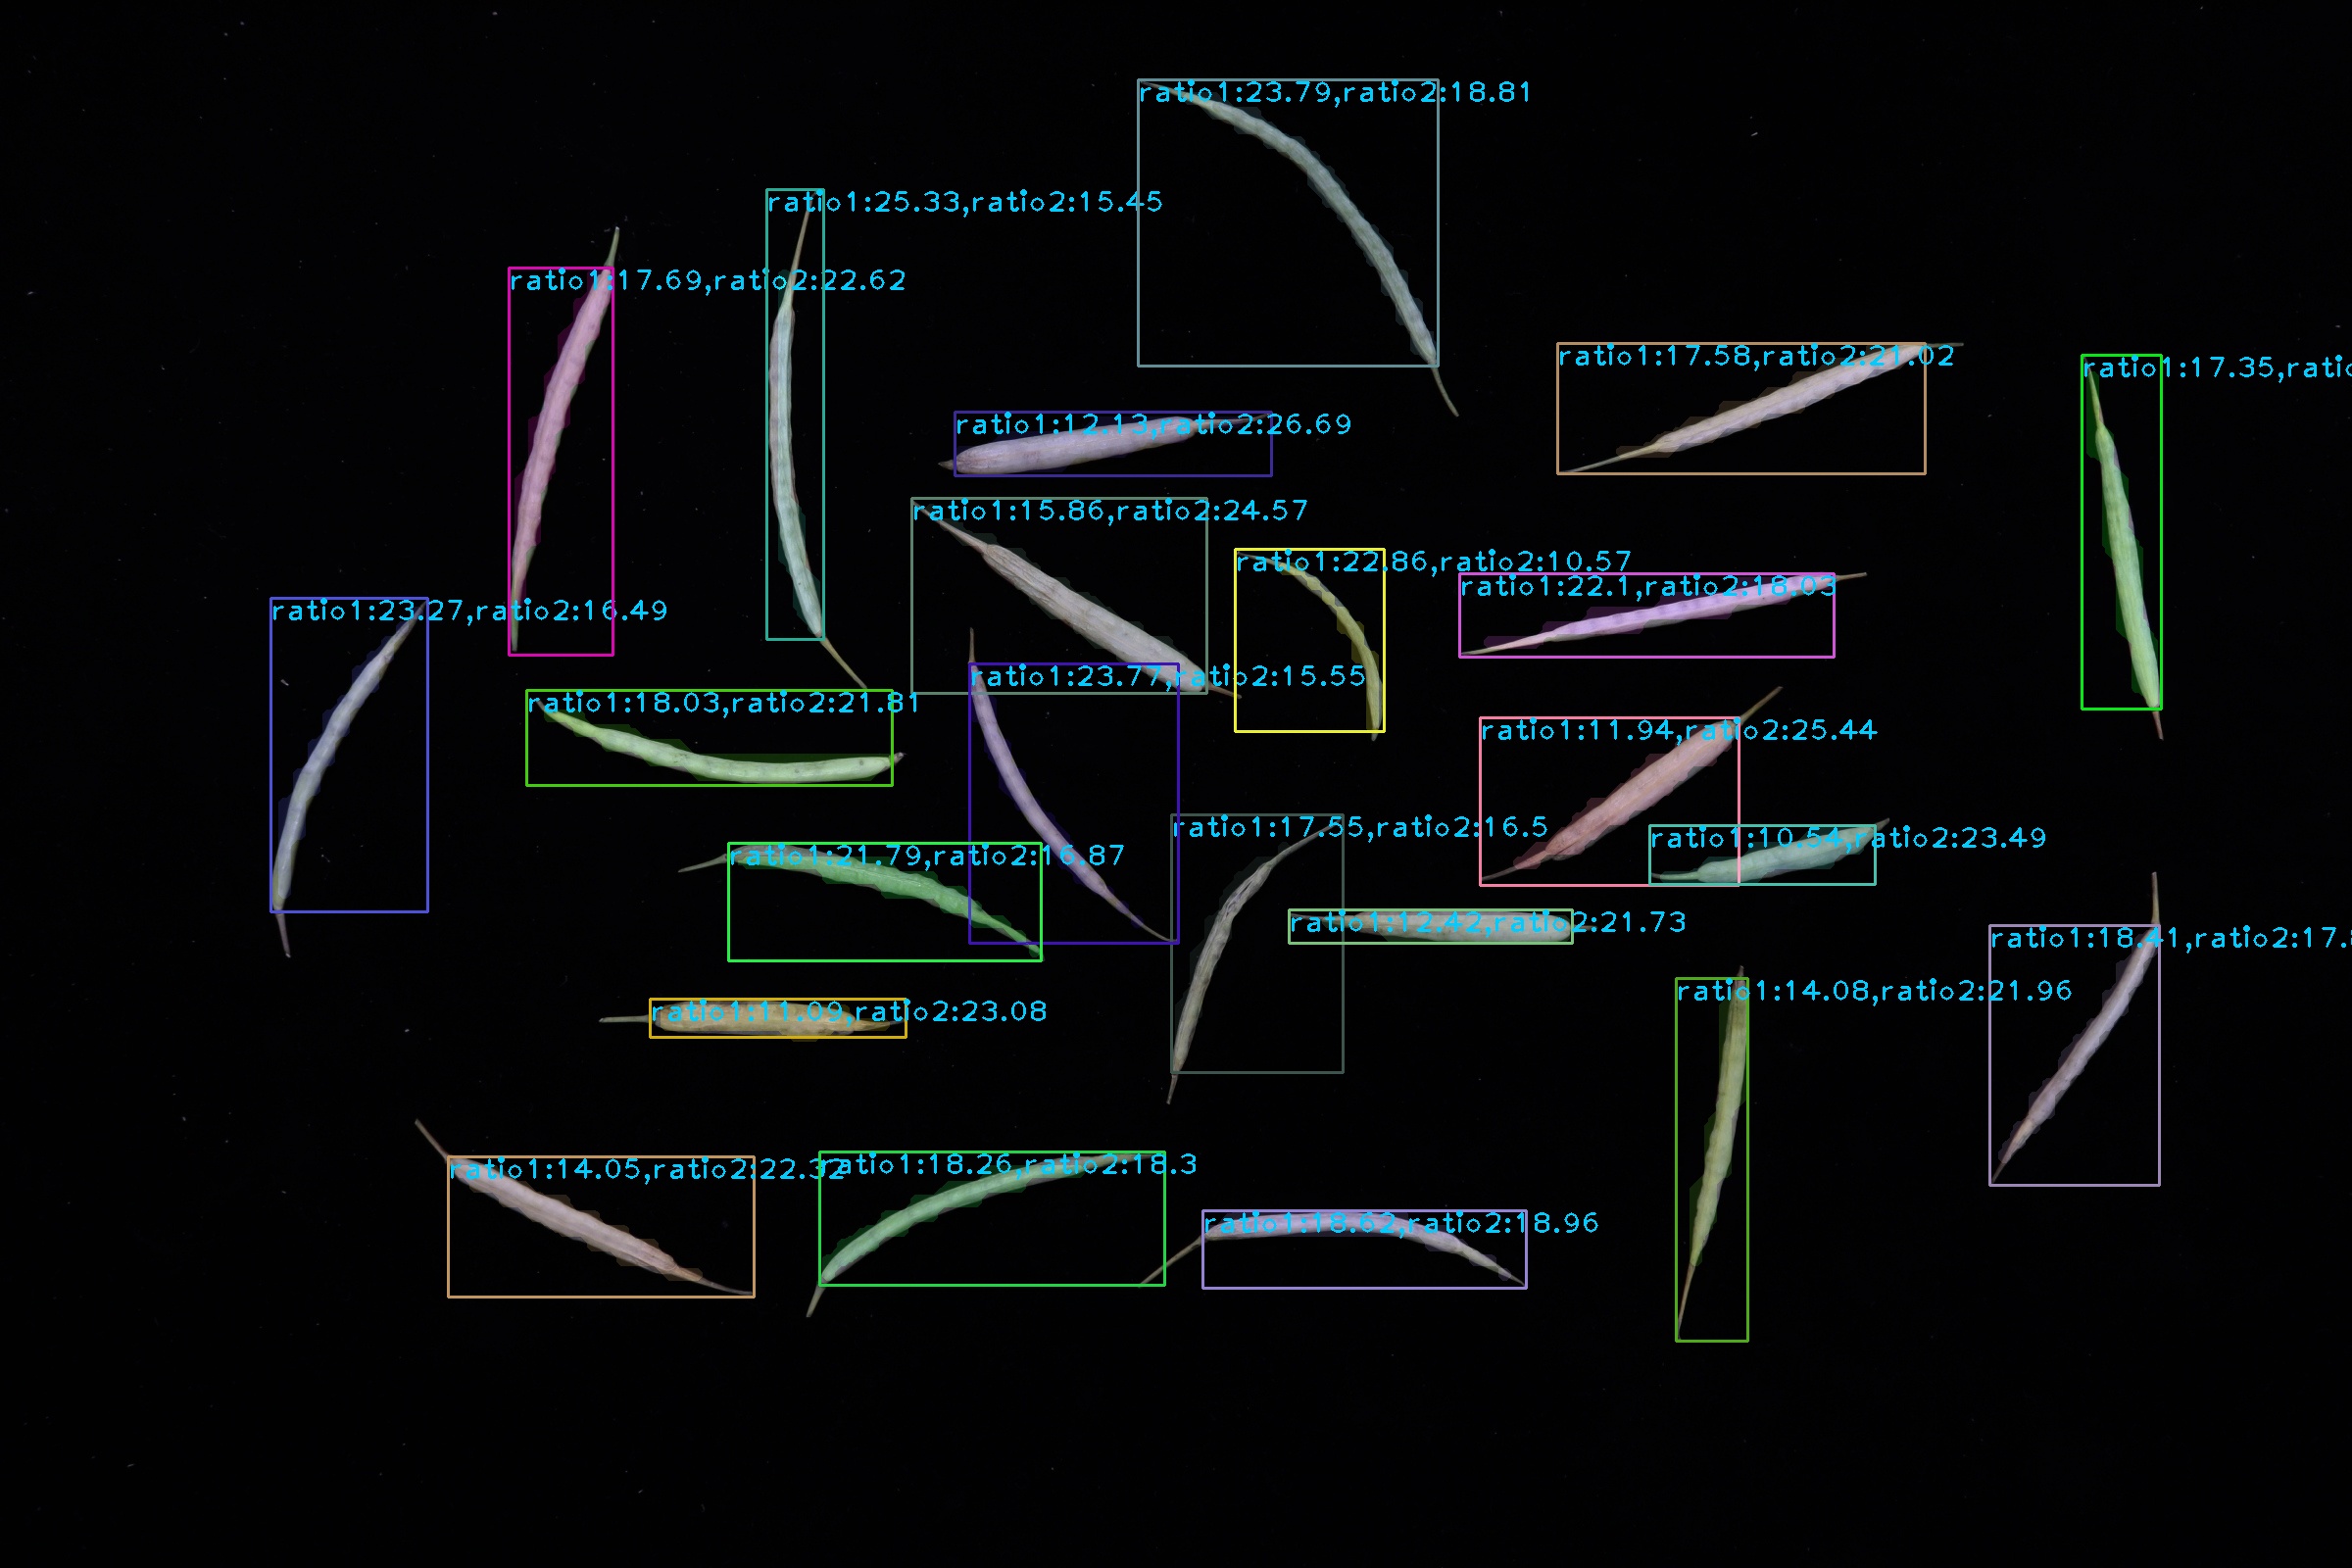 ratio1:23.79,ratio2:18.81
ratio1:25.33,ratio2:15.45
ratio1:17.69,ratio2:22.62
ratio1:17.58,ratio2:21.02
ratio1:17.35,ratio
ratio1:12.13,ratio2:26.69
ratio1:15.86,ratio2:24.57
ratio1:22.86,ratio2:10.57
ratio1:22.1,ratio2:18.03
ratio1:23.27,ratio2:16.49
ratio1:23.77,ratio2:15.55
ratio1:18.03,ratio2:21.81
ratio1:11.94,ratio2:25.44
ratio1:17.55,ratio2:16.5
ratio1:10.54,ratio2:23.49
ratio1:21.79,ratio2:16.87
ratio1:12.42,ratio2:21.73
ratio1:18.41,ratio2:17.
ratio1:14.08,ratio2:21.96
ratio1:11.09,ratio2:23.08
ratio1:14.05,ratio2:22.32
ratio1:18.26,ratio2:18.3
ratio1:18.62,ratio2:18.96